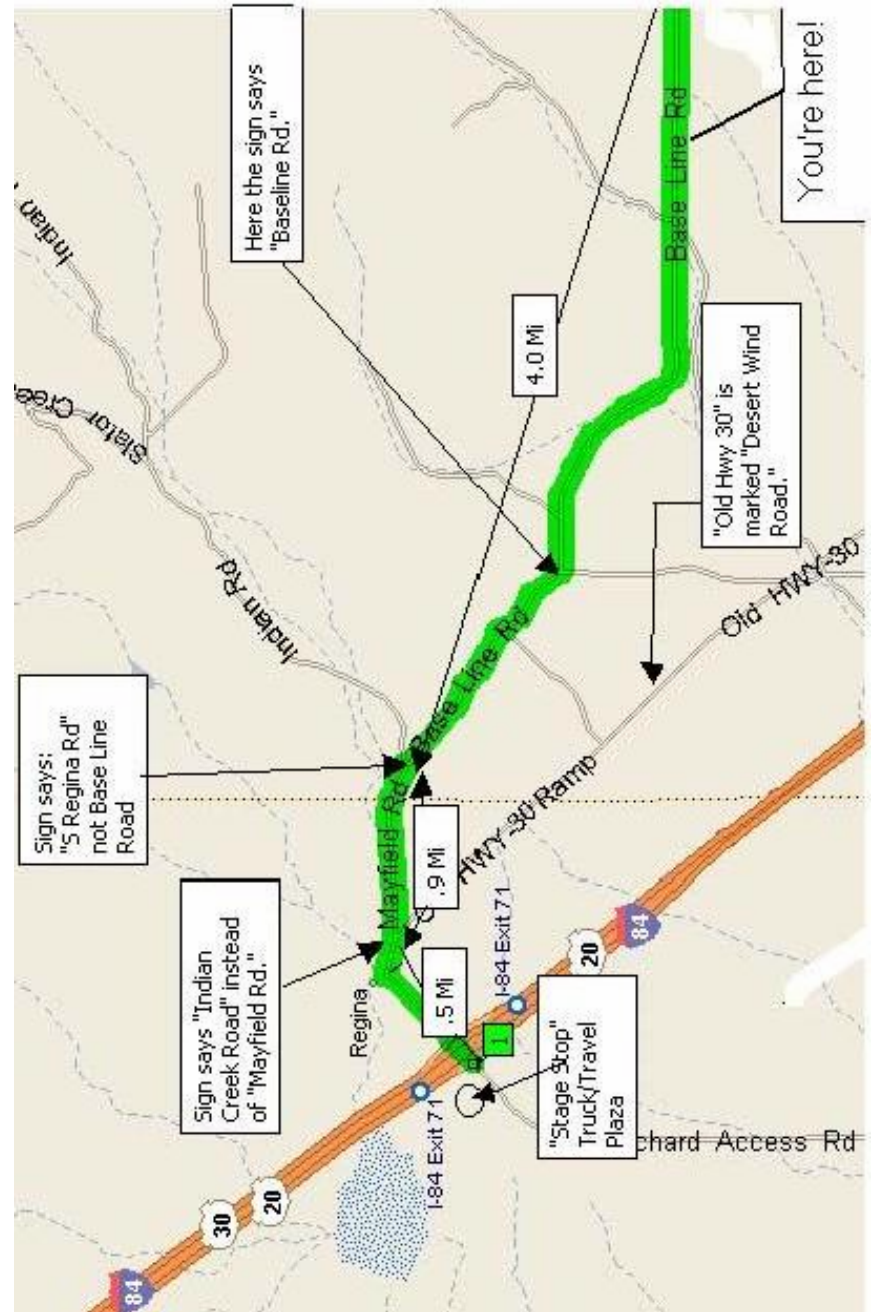 Sign says:
"S Regina Rd"
not Base Line
Road
Sign says "Indian
Creek Road" instead
of "Mayfield Rd."
Here the sign says
"Baseline Rd."
Indian
Slator Cree
Indian Rd
Regina
Mayfield Rd
Base Line Rd
Base Line Rd
4.0 Mi
.9 Mi
.5 Mi
You're here!
"Old Hwy 30" is
marked "Desert Wind
Road."
Old HWY-30
HWY-30 Ramp
I-84 Exit 71
I-84 Exit 71
1
"Stage Stop"
Truck/Travel
Plaza
chard Access Rd
84
30
20
20
84